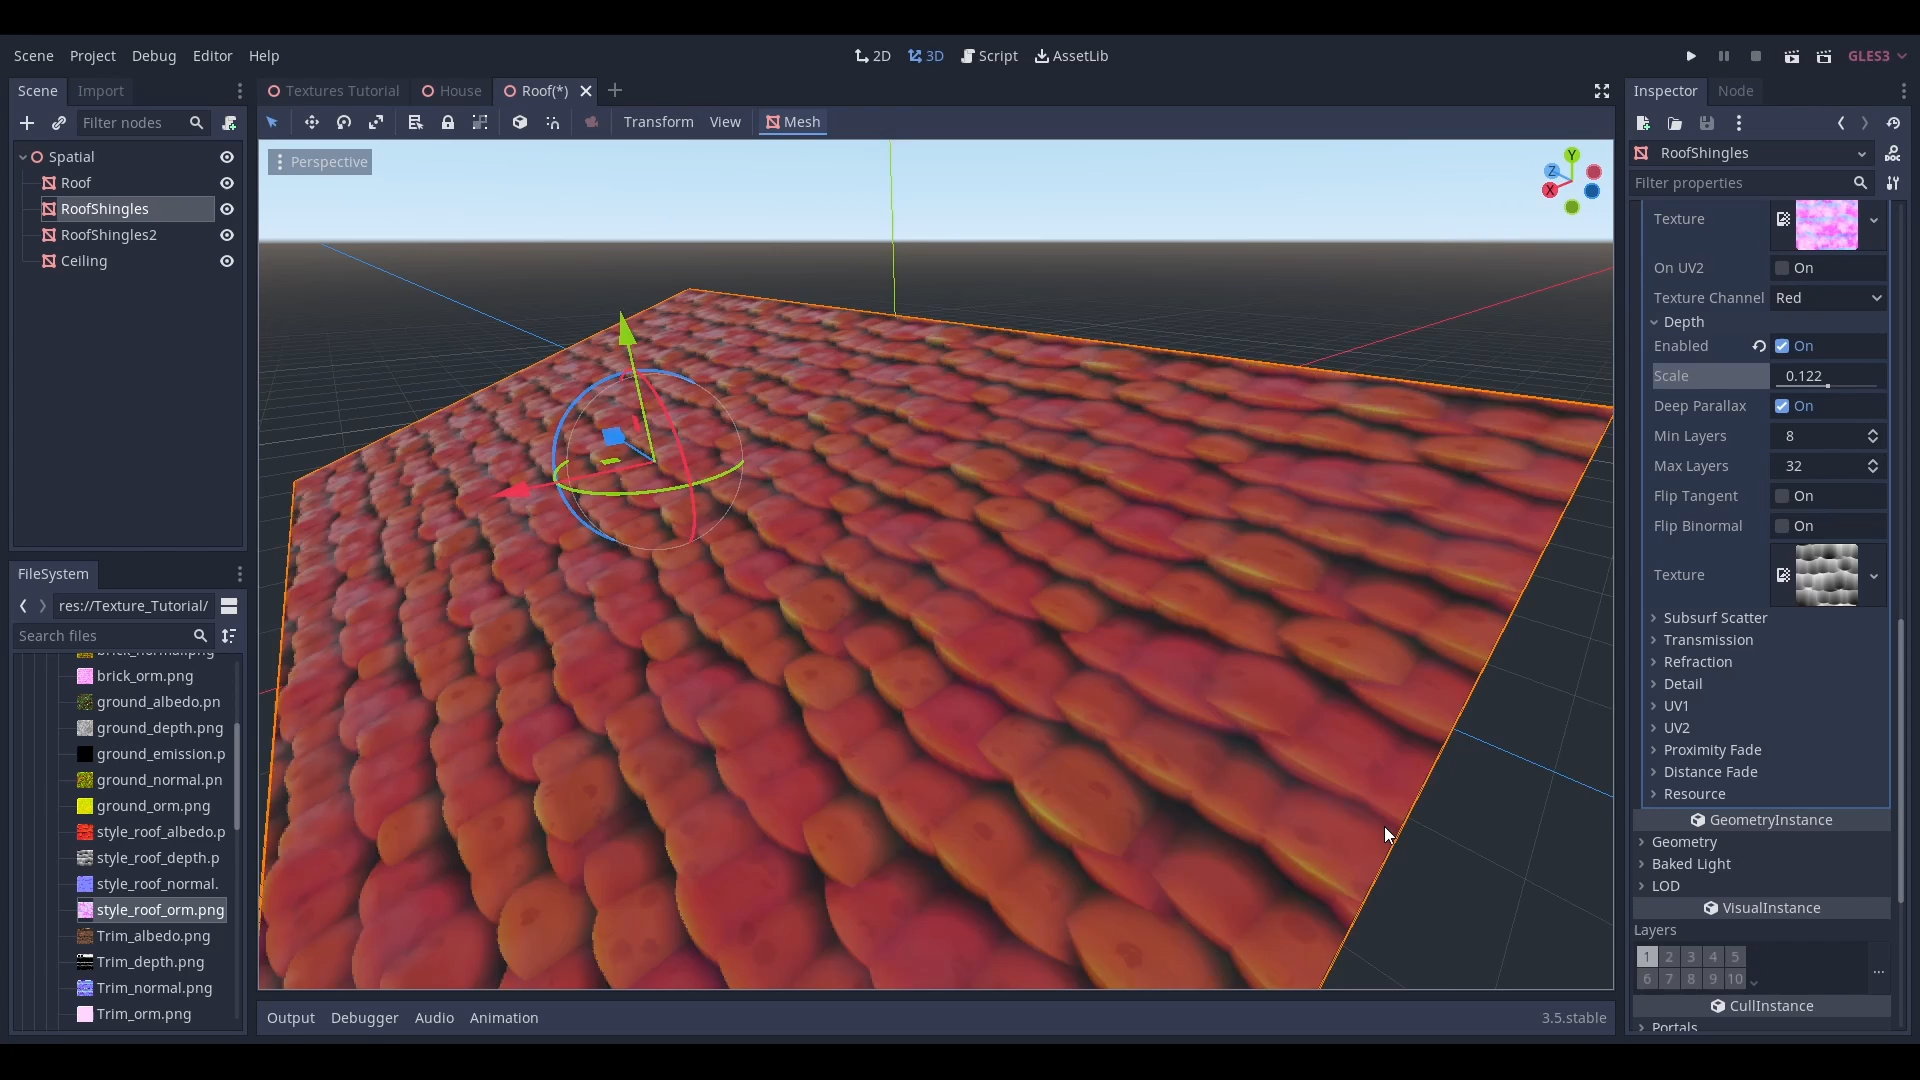 Scene Project Debug Editor Help
2D 3D Script AssetLib
GLES3
Scene Import
Filter nodes
Spatial
Roof
RoofShingles
RoofShingles2
Ceiling
FileSystem
res://Texture_Tutorial/
Search files
brick_normal.png
brick_orm.png
ground_albedo.pn
ground_depth.png
ground_emission.p
ground_normal.pn
ground_orm.png
style_roof_albedo.p
style_roof_depth.p
style_roof_normal.
style_roof_orm.png
Trim_albedo.png
Trim_depth.png
Trim_normal.png
Trim_orm.png
Textures Tutorial House Roof(*)
Transform View Mesh
Perspective
Y
Z
X
Output Debugger Audio Animation
3.5.stable
Inspector Node
RoofShingles
Filter properties
Texture
On UV2 On
Texture Channel Red
Depth
Enabled On
Scale 0.122
Deep Parallax On
Min Layers 8
Max Layers 32
Flip Tangent On
Flip Binormal On
Texture
Subsurf Scatter
Transmission
Refraction
Detail
UV1
UV2
Proximity Fade
Distance Fade
Resource
GeometryInstance
Geometry
Baked Light
LOD
VisualInstance
Layers
1 2 3 4 5
6 7 8 9 10
...
CullInstance
Portals